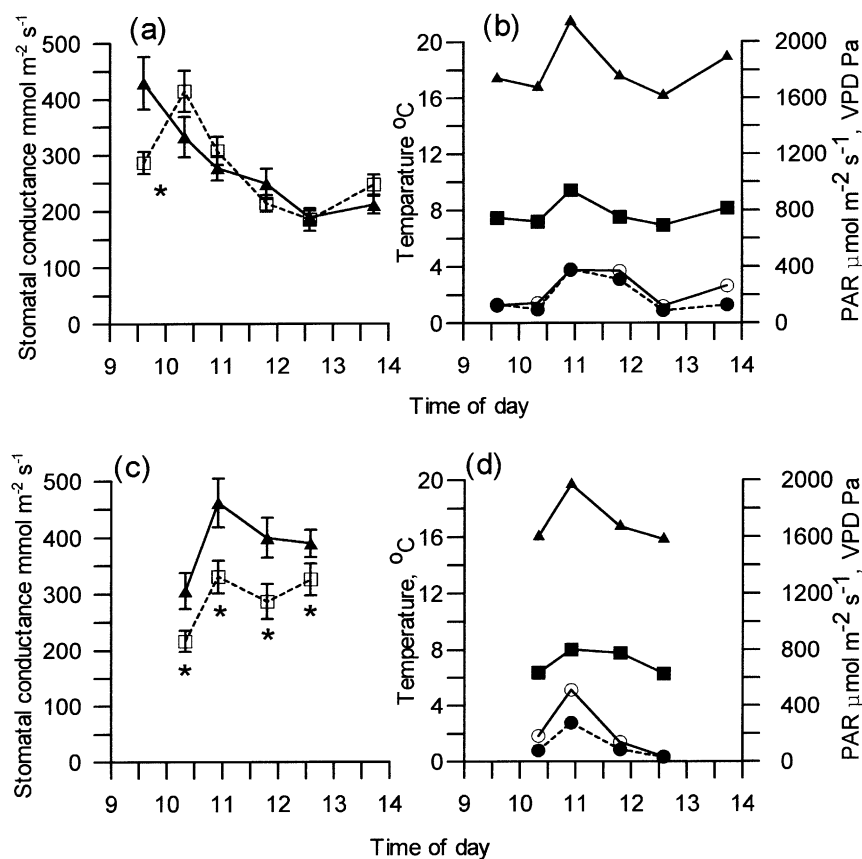 (a)
(b)
Stomatal conductance mmol m⁻² s⁻¹
500
400
300
200
100
0
*
9 10 11 12 13 14
Temparature ºC
20
16
12
8
4
0
9 10 11 12 13 14
2000
1600
1200
800
400
0
PAR μmol m⁻² s⁻¹, VPD Pa
Time of day
(c)
(d)
Stomatal conductance mmol m⁻² s⁻¹
500
400
300
200
100
0
* * * *
9 10 11 12 13 14
Temperature, ºC
20
16
12
8
4
0
9 10 11 12 13 14
2000
1600
1200
800
400
0
PAR μmol m⁻² s⁻¹, VPD Pa
Time of day